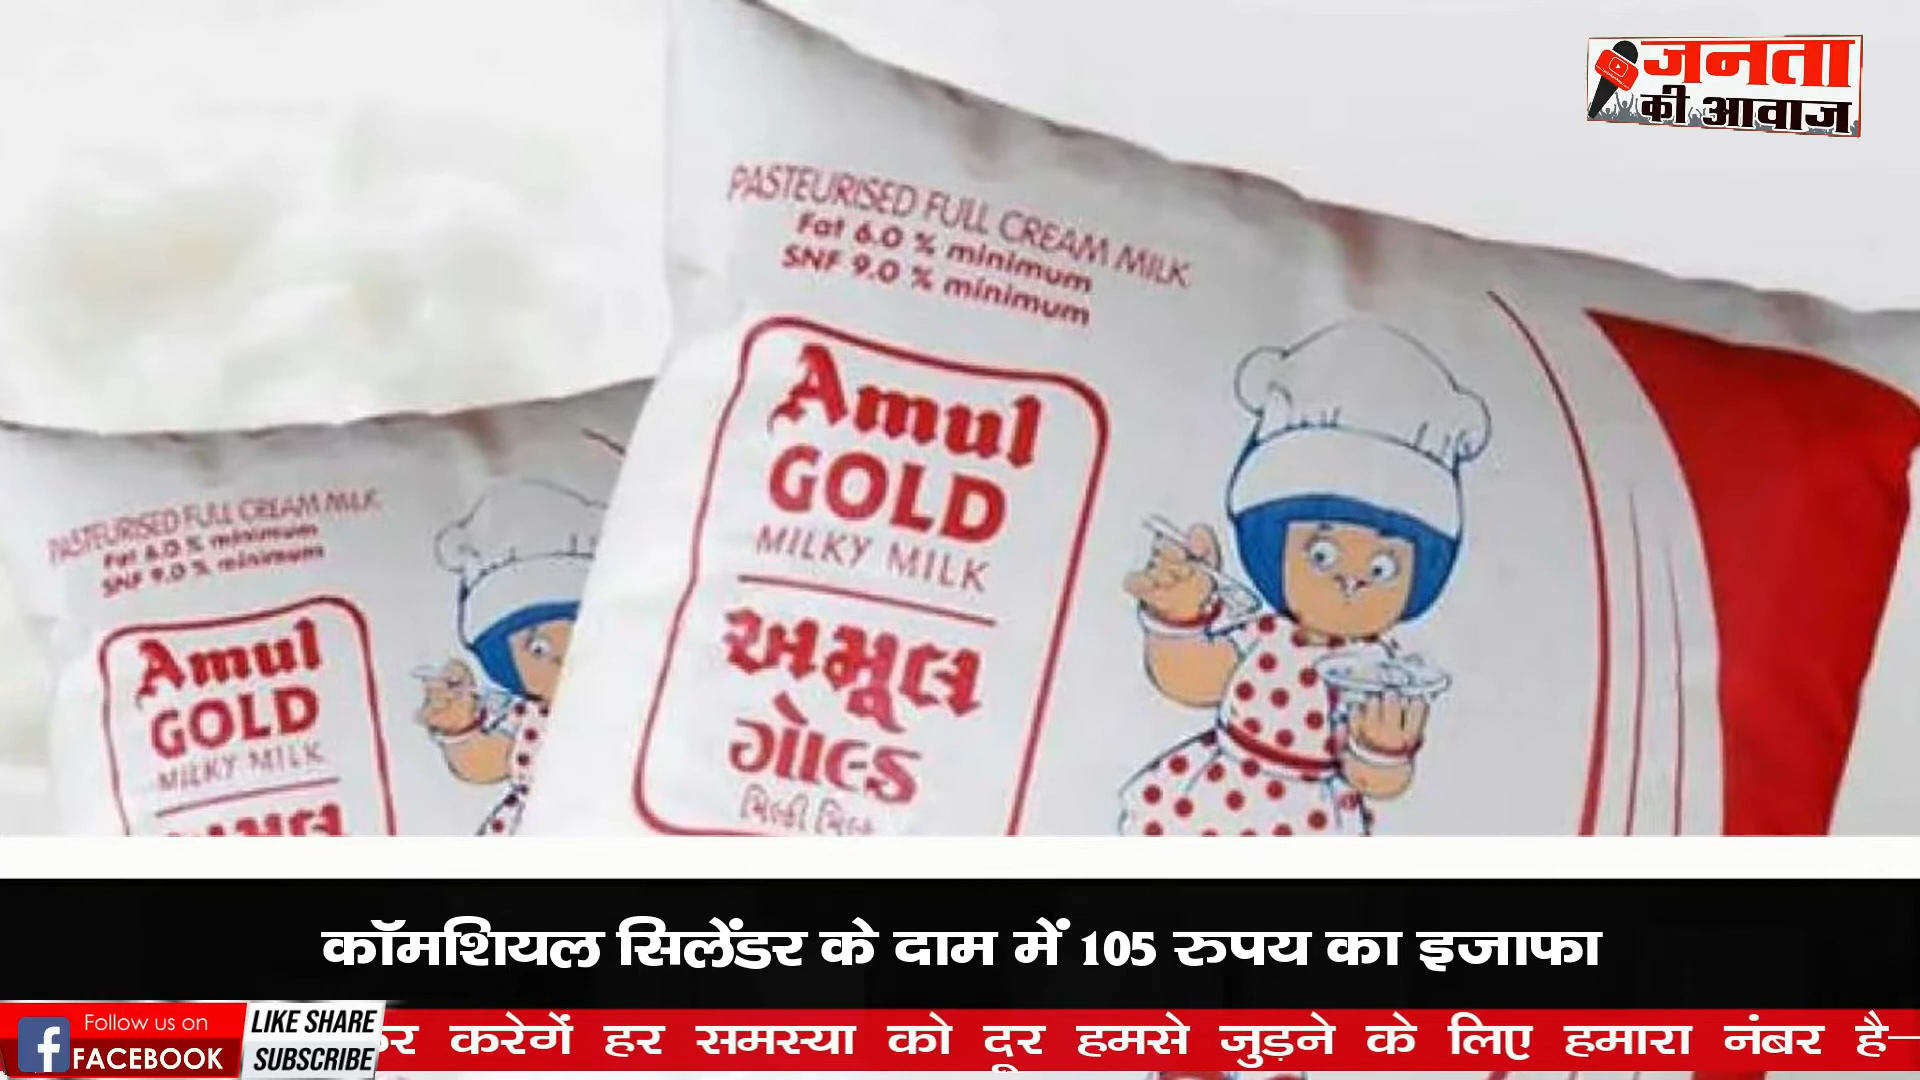 जनता
की आवाज
PASTEURISED FULL CREAM MILK
Fat 6.0 % minimum
SNF 9.0 % minimum
Amul
GOLD
MILKY MILK
અમૂલ
ગોલ્ડ
PASTEURISED FULL CREAM MILK
Fat 6.0 % minimum
SNF 9.0 % minimum
Amul
GOLD
MILKY MILK
कॉमशियल सिलेंडर के दाम में 105 रुपय का इजाफा
Follow us on
FACEBOOK
LIKE SHARE
SUBSCRIBE
करेगें हर समस्या को दूर हमसे जुड़ने के लिए हमारा नंबर है